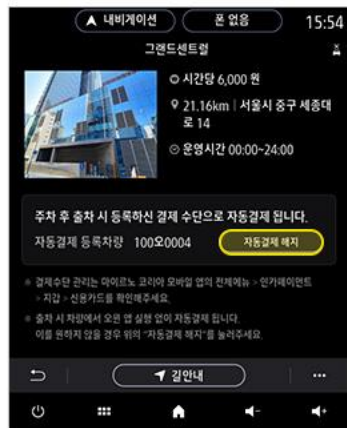 내비게이션
폰 없음
15:54
그랜드센트럴
시간당 6,000 원
21.16km | 서울시 중구 세종대
로 14
운영시간 00:00~24:00
주차 후 출차 시 등록하신 결제 수단으로 자동결제 됩니다.
자동결제 등록차량 100오0004
자동결제 해지
※ 결제수단 관리는 마이르노 코리아 모바일 앱의 전체메뉴 > 인카페이먼트
> 지갑 > 신용카드를 확인해주세요.
※ 출차 시 차량에서 오윈 앱 실행 없이 자동결제 됩니다.
이를 원하지 않을 경우 위의 "자동결제 해지"를 눌러주세요.
길안내